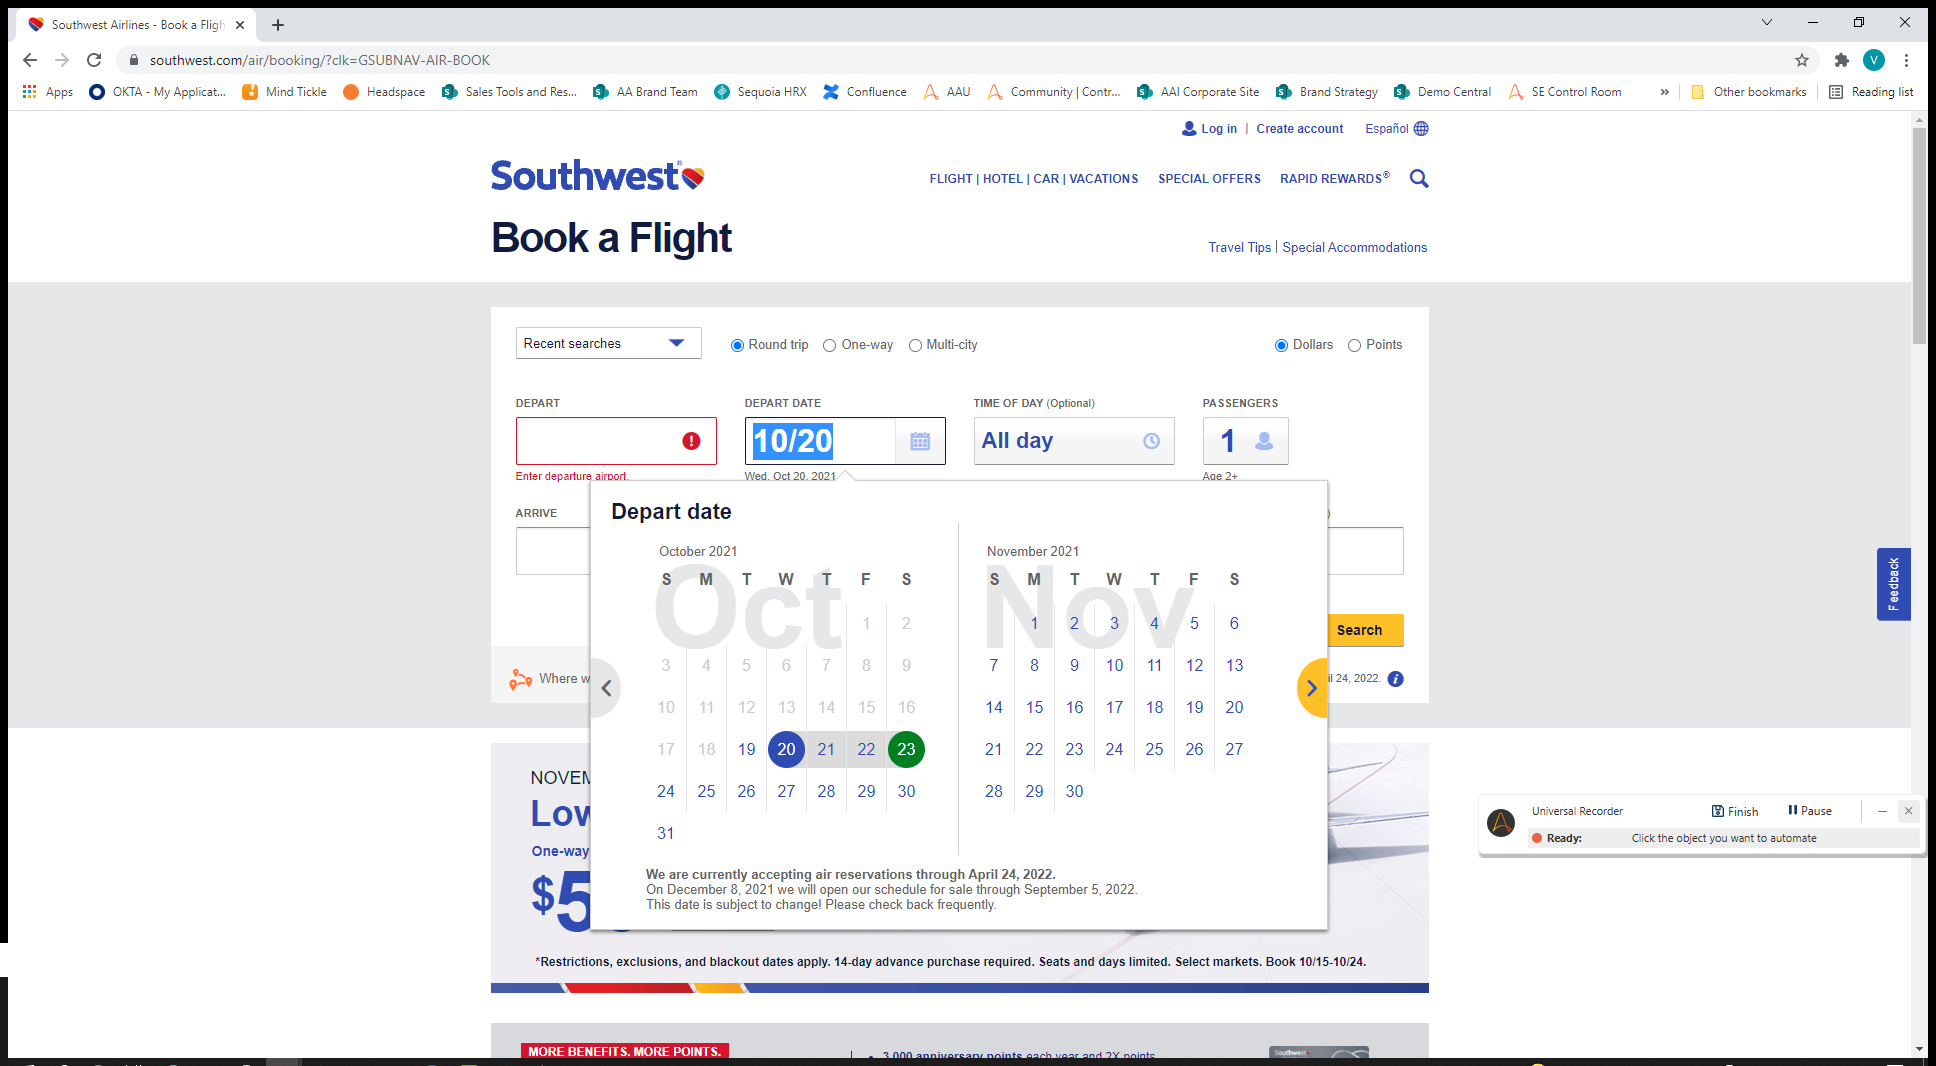 Southwest Airlines - Book a Fligh
southwest.com/air/booking/?clk=GSUBNAV-AIR-BOOK
V
Apps OKTA - My Applicat... Mind Tickle Headspace Sales Tools and Res... AA Brand Team Sequoia HRX Confluence AAU Community | Contr... AAI Corporate Site Brand Strategy Demo Central SE Control Room » Other bookmarks Reading list
Log in | Create account Español
Southwest®
FLIGHT | HOTEL | CAR | VACATIONS SPECIAL OFFERS RAPID REWARDS®
Book a Flight
Travel Tips | Special Accommodations
Recent searches Round trip One-way Multi-city Dollars Points
DEPART DEPART DATE TIME OF DAY (Optional) PASSENGERS
10/20 All day 1
Enter departure airport. Wed, Oct 20, 2021 Age 2+
ARRIVE )
Depart date
October 2021 November 2021
Oct Nov
S M T W T F S S M T W T F S
1 2 1 2 3 4 5 6
3 4 5 6 7 8 9 7 8 9 10 11 12 13
10 11 12 13 14 15 16 14 15 16 17 18 19 20
17 18 19 20 21 22 23 21 22 23 24 25 26 27
24 25 26 27 28 29 30 28 29 30
31
We are currently accepting air reservations through April 24, 2022.
On December 8, 2021 we will open our schedule for sale through September 5, 2022.
This date is subject to change! Please check back frequently.
Feedback
Search
Where w il 24, 2022. i
NOVEM
Low
One-way
$5
*Restrictions, exclusions, and blackout dates apply. 14-day advance purchase required. Seats and days limited. Select markets. Book 10/15-10/24.
Universal Recorder Finish Pause
Ready: Click the object you want to automate
MORE BENEFITS. MORE POINTS.
3,000 anniversary points each year and 2X points
Southwest